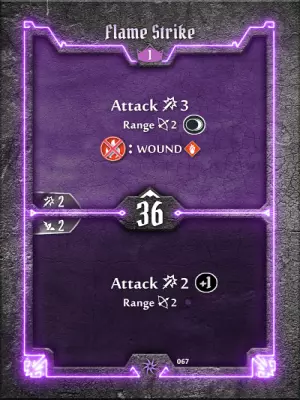 Flame Strike
1
Attack 3
Range 2
: WOUND
2
36
2
Attack 2 +1
Range 2
067